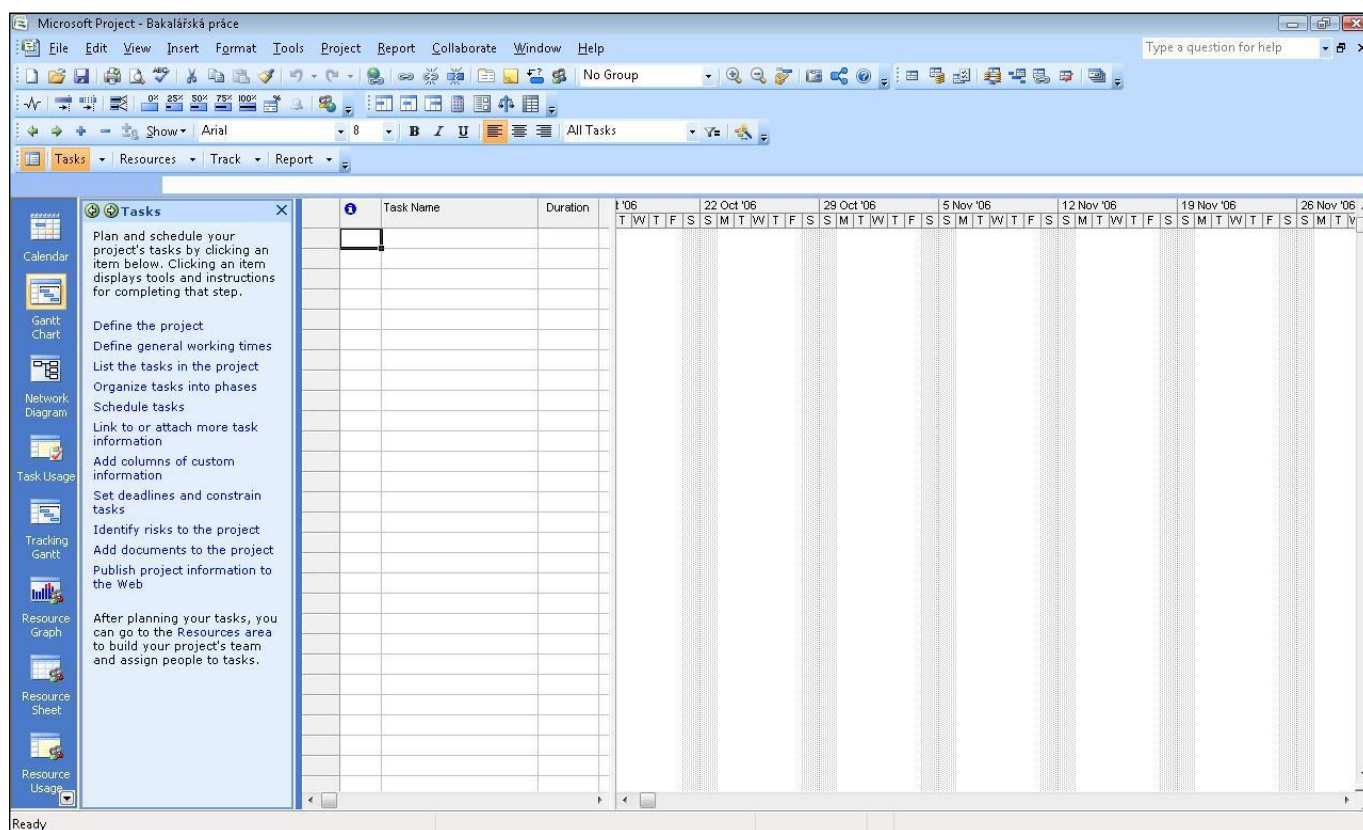 Microsoft Project - Bakalářská práce
File Edit View Insert Format Tools Project Report Collaborate Window Help
Type a question for help
No Group
0% 25% 50% 75% 100%
Show Arial 8 B I U All Tasks
Tasks Resources Track Report
Calendar
Gantt
Chart
Network
Diagram
Task Usage
Tracking
Gantt
Resource
Graph
Resource
Sheet
Resource
Usage
Tasks
Plan and schedule your
project's tasks by clicking an
item below. Clicking an item
displays tools and instructions
for completing that step.
Define the project
Define general working times
List the tasks in the project
Organize tasks into phases
Schedule tasks
Link to or attach more task
information
Add columns of custom
information
Set deadlines and constrain
tasks
Identify risks to the project
Add documents to the project
Publish project information to
the Web
After planning your tasks, you
can go to the Resources area
to build your project's team
and assign people to tasks.
Task Name Duration
t '06 22 Oct '06 29 Oct '06 5 Nov '06 12 Nov '06 19 Nov '06 26 Nov '06
T W T F S S M T W T F S S M T W T F S S M T W T F S S M T W T F S S M T W T F S S M T W
Ready